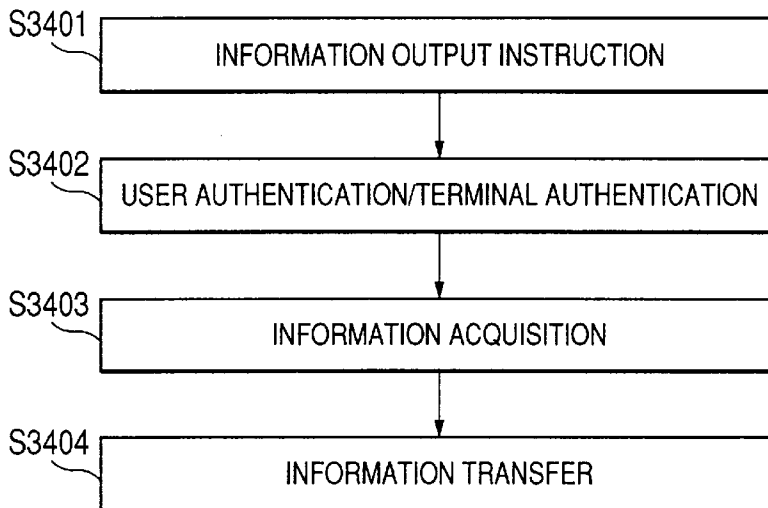 S3401
INFORMATION OUTPUT INSTRUCTION
S3402
USER AUTHENTICATION/TERMINAL AUTHENTICATION
S3403
INFORMATION ACQUISITION
S3404
INFORMATION TRANSFER